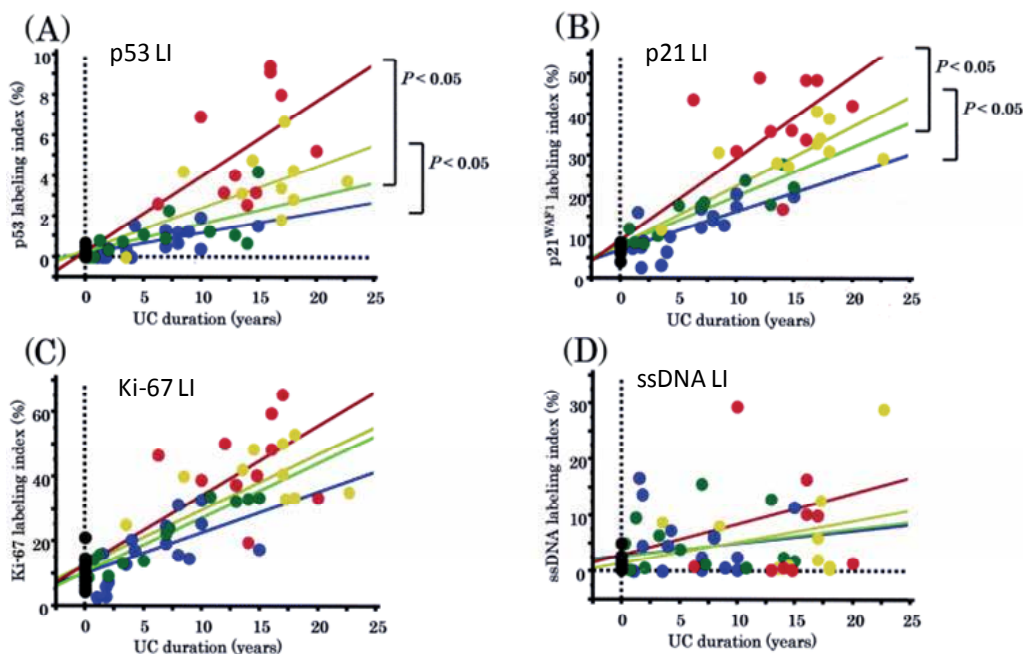 (A)
p53 LI
p53 labeling index (%)
10
8
6
4
2
0
0 5 10 15 20 25
UC duration (years)
P < 0.05
P < 0.05
(B)
p21 LI
p21WAF1 labeling index (%)
50
40
30
20
10
0
0 5 10 15 20 25
UC duration (years)
P < 0.05
P < 0.05
(C)
Ki-67 LI
Ki-67 labeling index (%)
60
40
20
0
0 5 10 15 20 25
UC duration (years)
(D)
ssDNA LI
ssDNA labeling index (%)
30
20
10
0
0 5 10 15 20 25
UC duration (years)